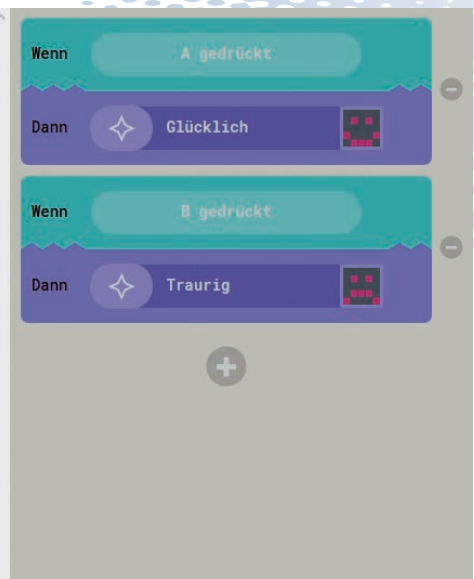 Wenn A gedrückt
Dann Glücklich
Wenn B gedrückt
Dann Traurig